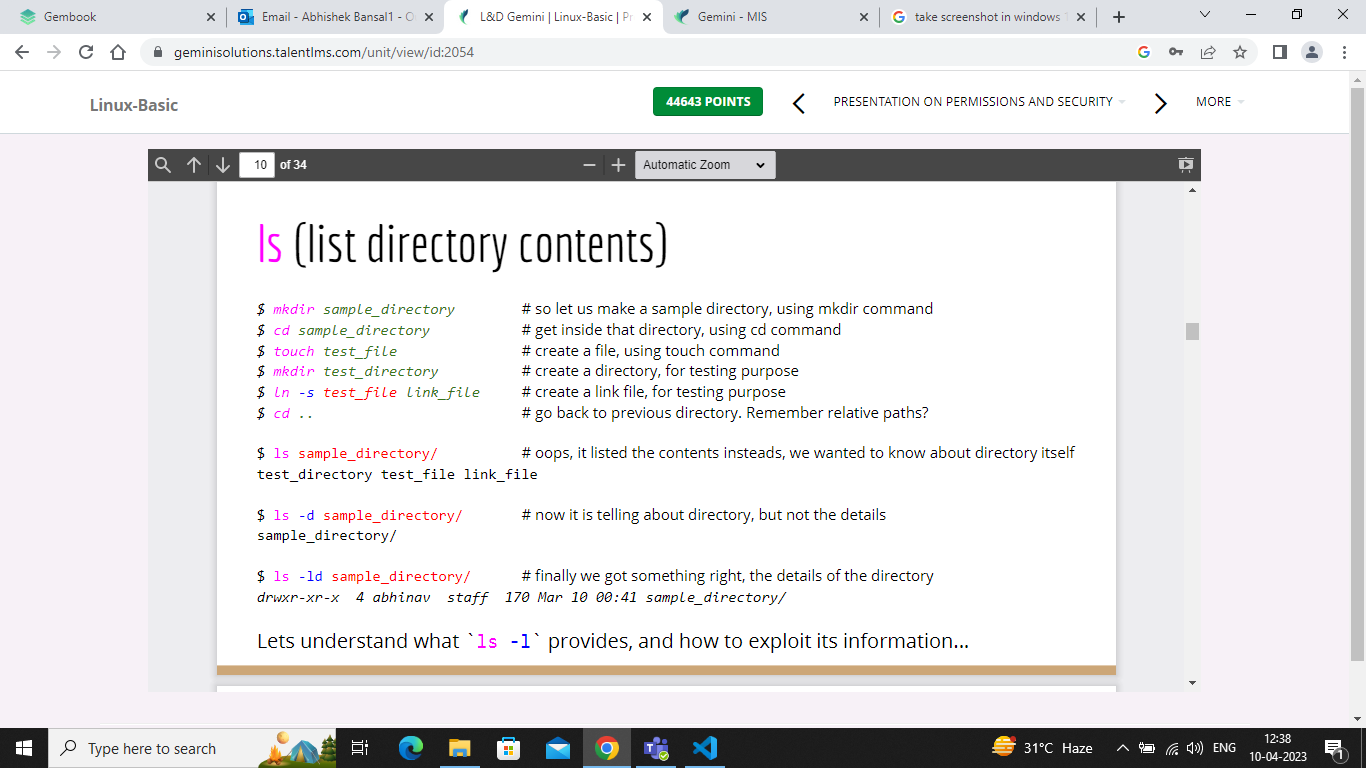 Gembook
Email - Abhishek Bansal1 - O
L&D Gemini | Linux-Basic | Pr
Gemini - MIS
take screenshot in windows
geminisolutions.talentlms.com/unit/view/id:2054
Linux-Basic
44643 POINTS
PRESENTATION ON PERMISSIONS AND SECURITY
MORE
10 of 34
Automatic Zoom
ls (list directory contents)
$ mkdir sample_directory # so let us make a sample directory, using mkdir command
$ cd sample_directory # get inside that directory, using cd command
$ touch test_file # create a file, using touch command
$ mkdir test_directory # create a directory, for testing purpose
$ ln -s test_file link_file # create a link file, for testing purpose
$ cd .. # go back to previous directory. Remember relative paths?
$ ls sample_directory/ # oops, it listed the contents insteads, we wanted to know about directory itself
test_directory test_file link_file
$ ls -d sample_directory/ # now it is telling about directory, but not the details
sample_directory/
$ ls -ld sample_directory/ # finally we got something right, the details of the directory
drwxr-xr-x 4 abhinav staff 170 Mar 10 00:41 sample_directory/
Lets understand what `ls -l` provides, and how to exploit its information...
Type here to search
31°C Haze
ENG
12:38
10-04-2023
1